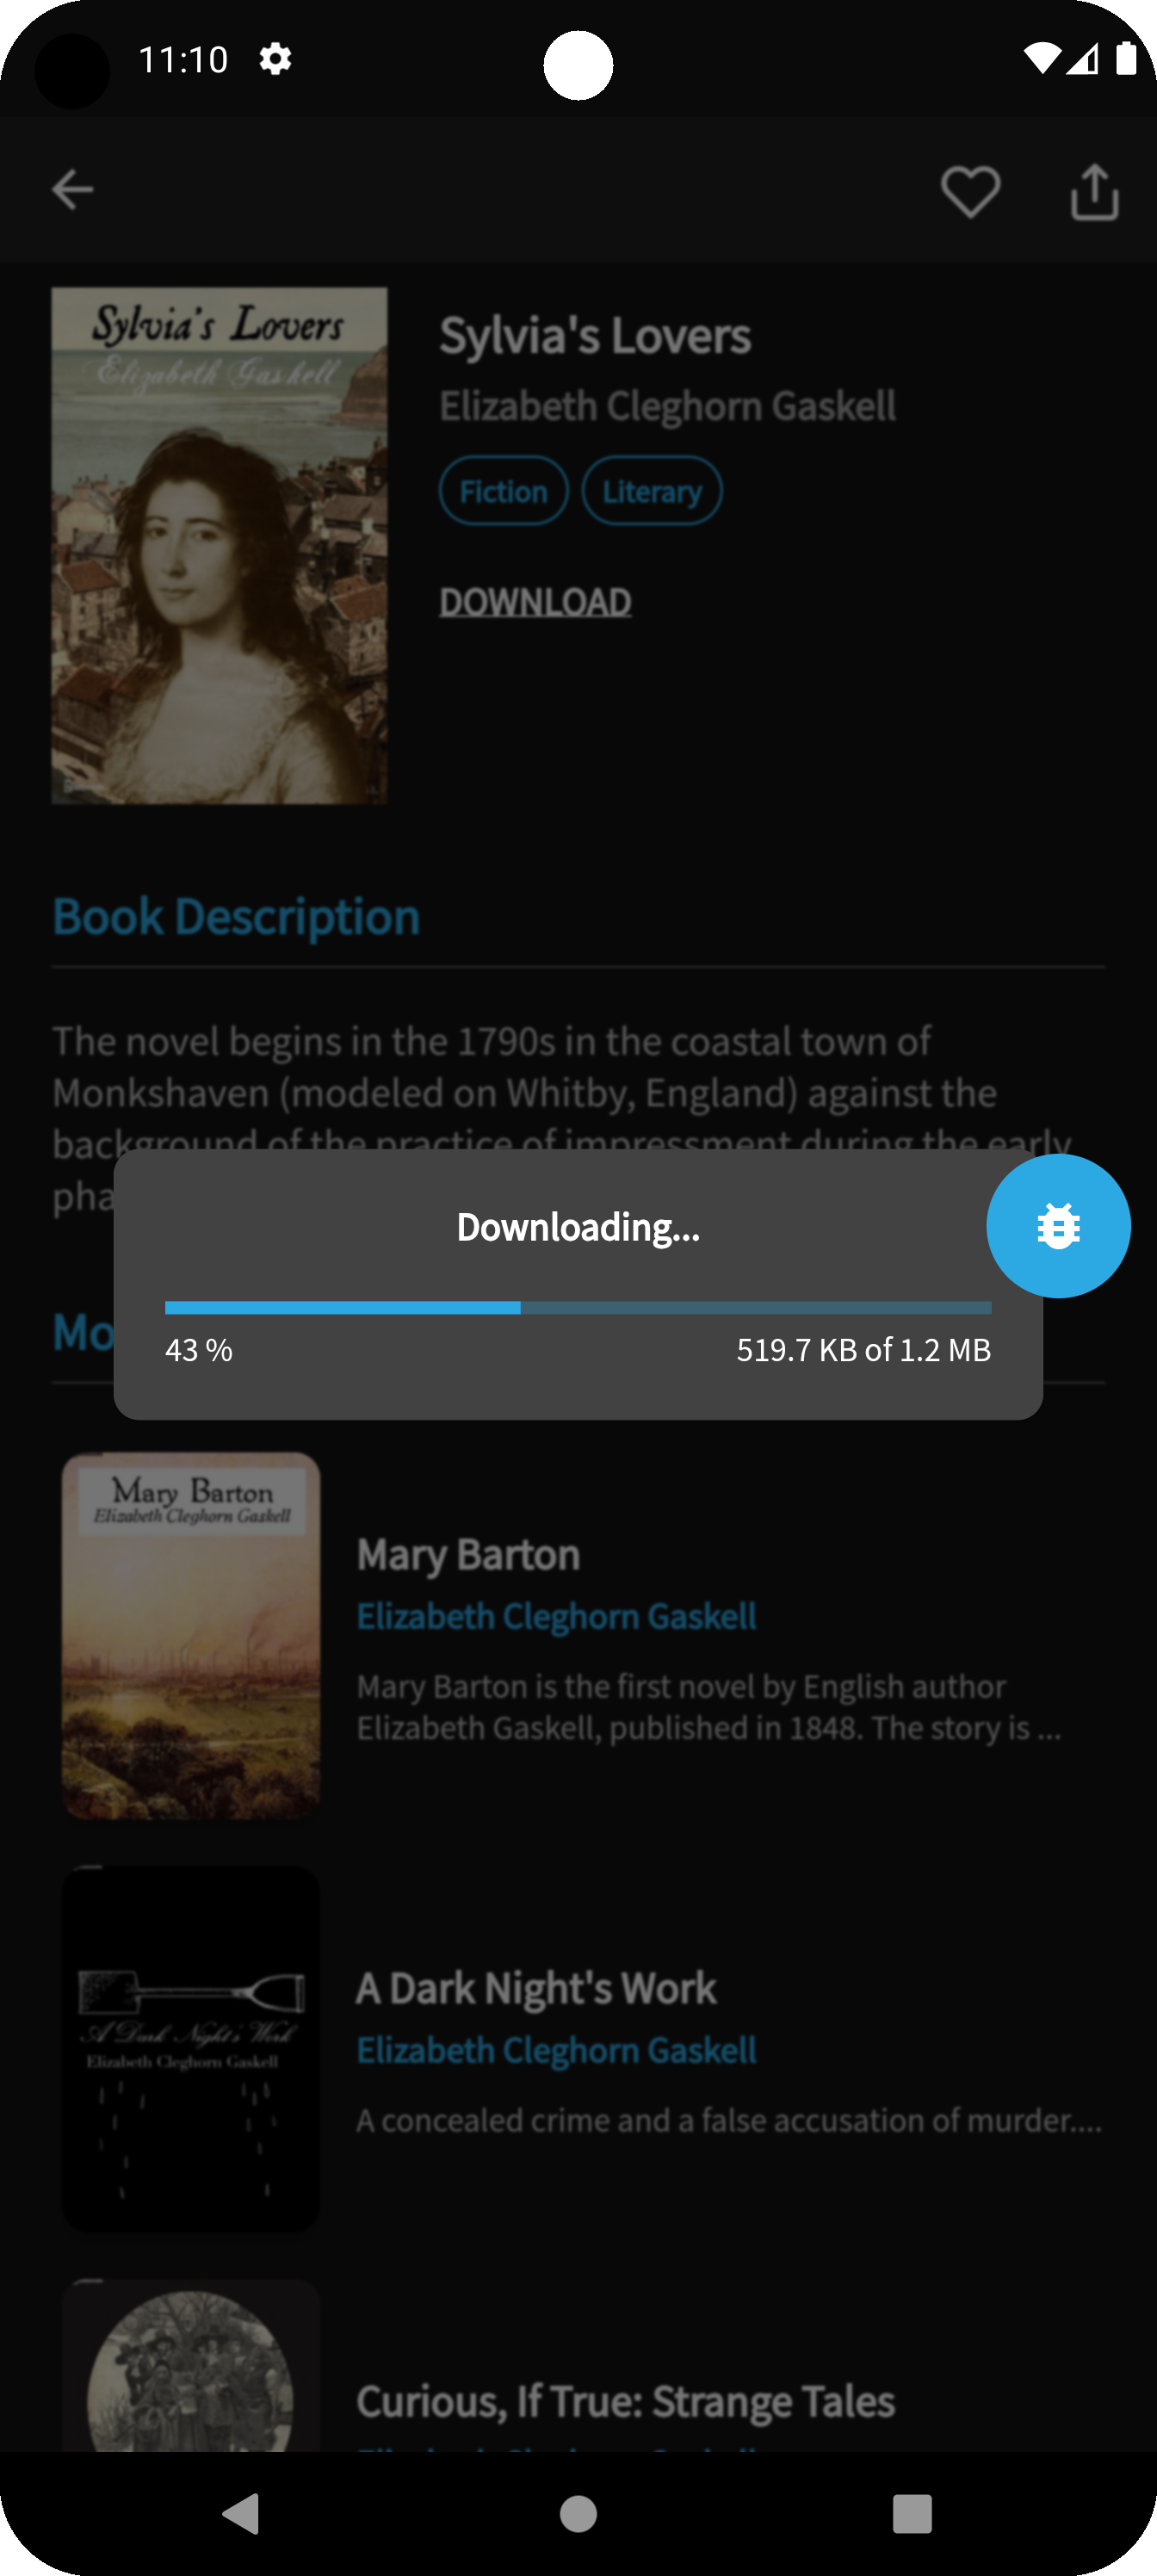 11:10
Sylvia's Lovers
Elizabeth Gaskell
Sylvia's Lovers
Elizabeth Cleghorn Gaskell
Fiction
Literary
DOWNLOAD
Book Description
The novel begins in the 1790s in the coastal town of
Monkshaven (modeled on Whitby, England) against the
background of the practice of impressment during the early
pha
Downloading...
43 %
519.7 KB of 1.2 MB
Mo
Mary Barton
Elizabeth Cleghorn Gaskell
Mary Barton
Elizabeth Cleghorn Gaskell
Mary Barton is the first novel by English author
Elizabeth Gaskell, published in 1848. The story is ...
A Dark Night's Work
Elizabeth Cleghorn Gaskell
A Dark Night's Work
Elizabeth Cleghorn Gaskell
A concealed crime and a false accusation of murder....
Curious, If True: Strange Tales